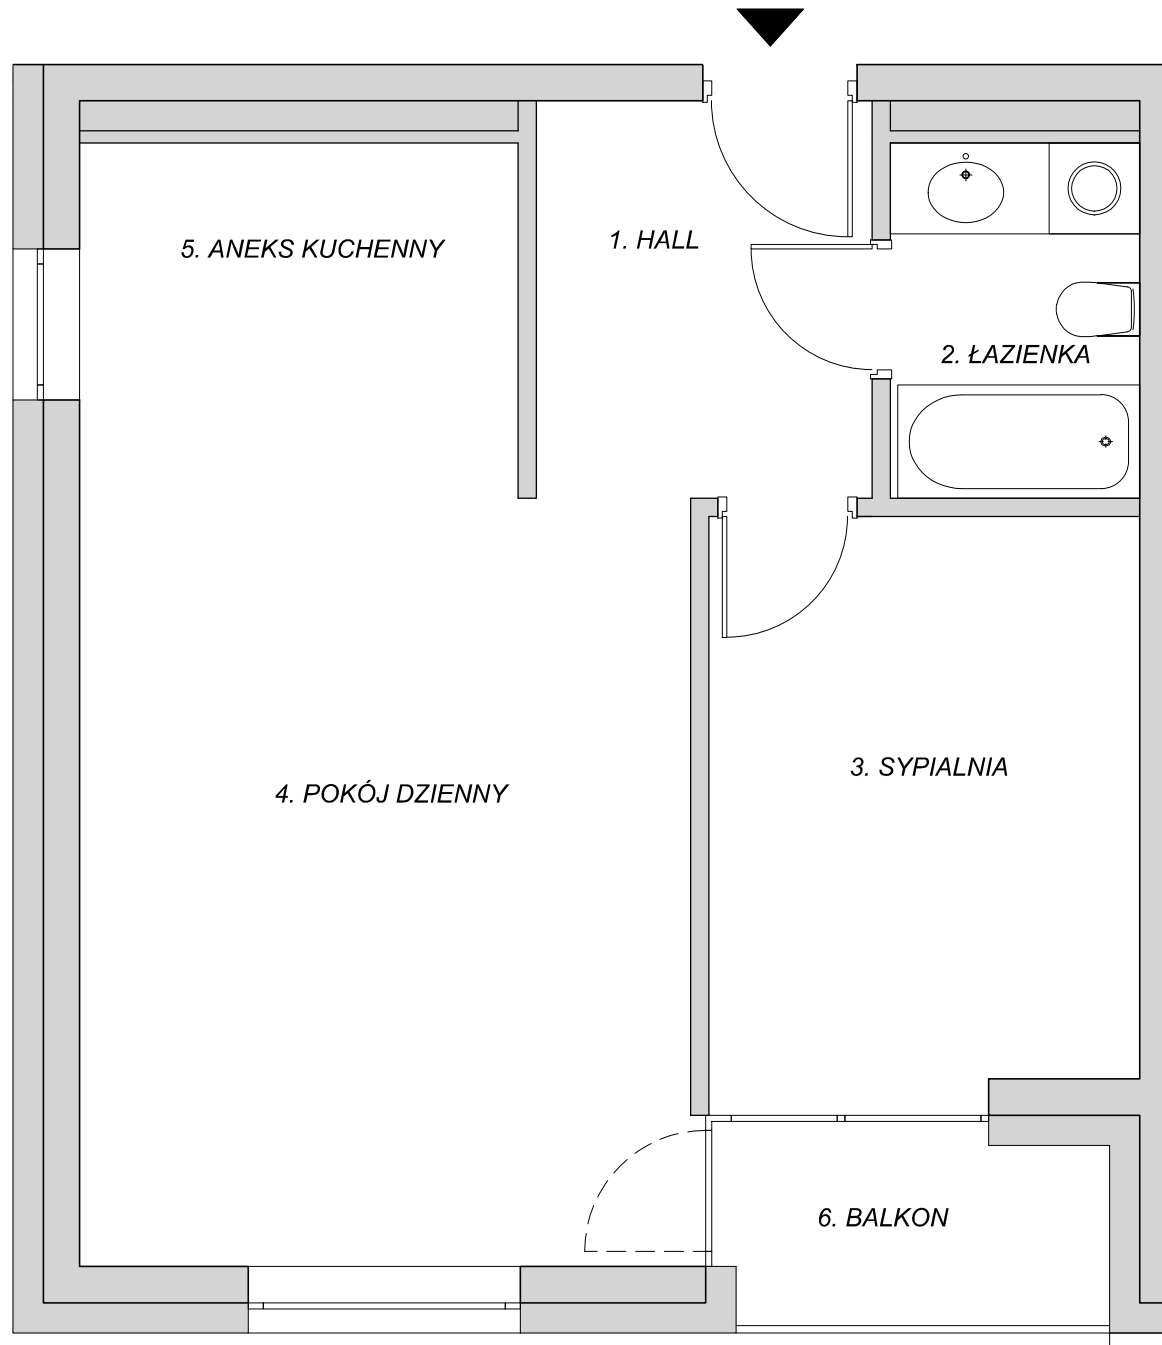 5. ANEKS KUCHENNY
1. HALL
2. ŁAZIENKA
3. SYPIALNIA
4. POKÓJ DZIENNY
6. BALKON